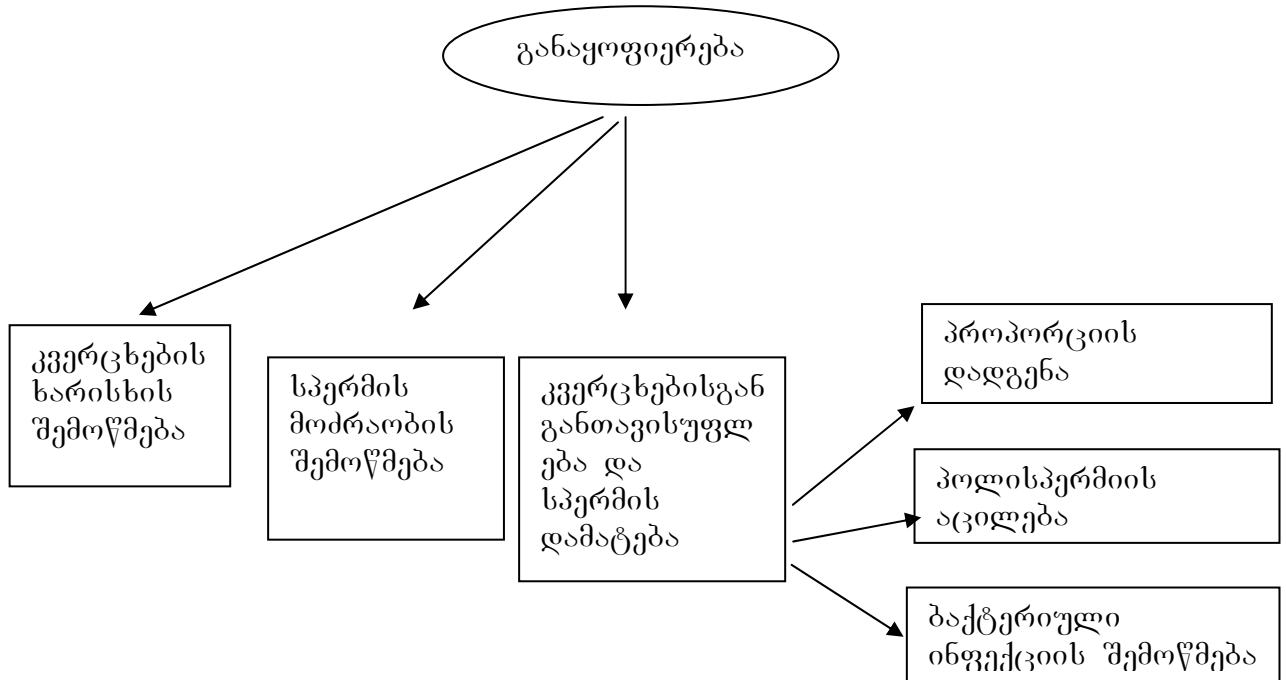 განაყოფიერება
კვერცხების
ხარისხის
შემოწმება
სპერმის
მოძრაობის
შემოწმება
კვერცხებისგან
განთავისუფლ
ება და
სპერმის
დამატება
პროპორციის
დადგენა
პოლისპერმიის
აცილება
ბაქტერიული
ინფექციის შემოწმება